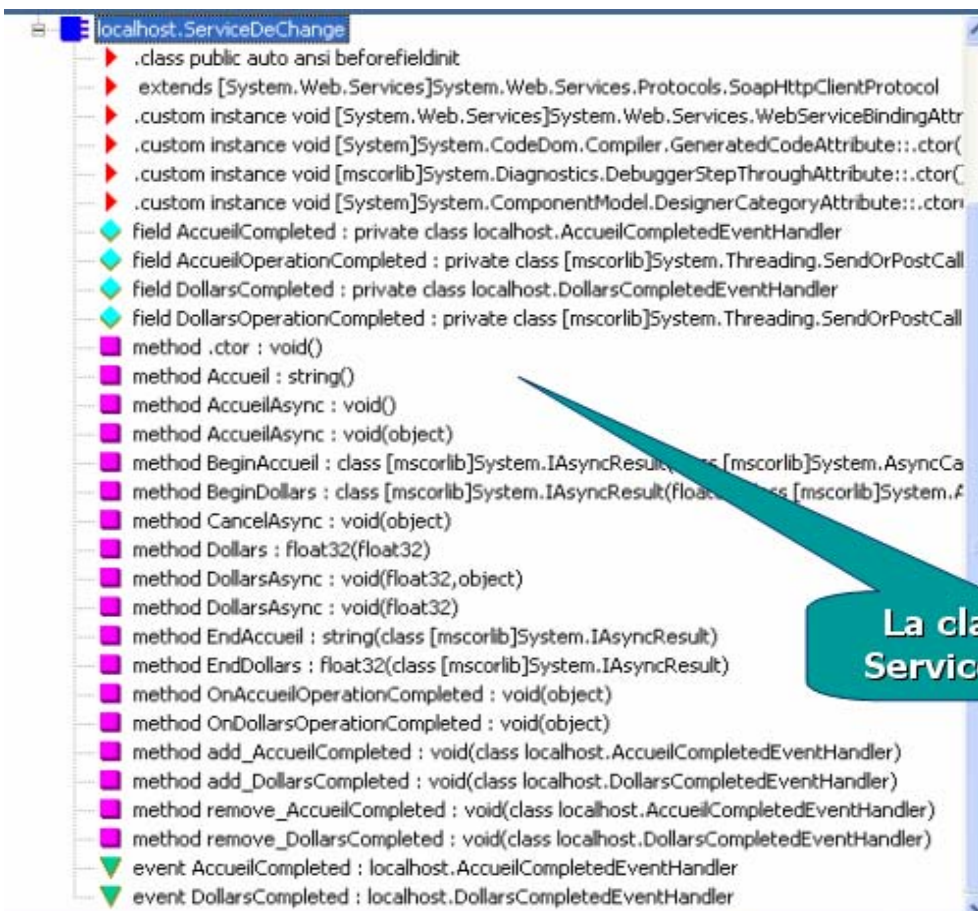 localhost.ServiceDeChange
.class public auto ansi beforefieldinit
extends [System.Web.Services]System.Web.Services.Protocols.SoapHttpClientProtocol
.custom instance void [System.Web.Services]System.Web.Services.WebServiceBindingAttr
.custom instance void [System]System.CodeDom.Compiler.GeneratedCodeAttribute::.ctor(
.custom instance void [mscorlib]System.Diagnostics.DebuggerStepThroughAttribute::.ctor()
.custom instance void [System]System.ComponentModel.DesignerCategoryAttribute::.ctor(
field AccueilCompleted : private class localhost.AccueilCompletedEventHandler
field AccueilOperationCompleted : private class [mscorlib]System.Threading.SendOrPostCall
field DollarsCompleted : private class localhost.DollarsCompletedEventHandler
field DollarsOperationCompleted : private class [mscorlib]System.Threading.SendOrPostCall
method .ctor : void()
method Accueil : string()
method AccueilAsync : void()
method AccueilAsync : void(object)
method BeginAccueil : class [mscorlib]System.IAsyncResult( [mscorlib]System.AsyncCa
method BeginDollars : class [mscorlib]System.IAsyncResult(float [mscorlib]System.A
method CancelAsync : void(object)
method Dollars : float32(float32)
method DollarsAsync : void(float32,object)
method DollarsAsync : void(float32)
method EndAccueil : string(class [mscorlib]System.IAsyncResult)
method EndDollars : float32(class [mscorlib]System.IAsyncResult)
method OnAccueilOperationCompleted : void(object)
method OnDollarsOperationCompleted : void(object)
method add_AccueilCompleted : void(class localhost.AccueilCompletedEventHandler)
method add_DollarsCompleted : void(class localhost.DollarsCompletedEventHandler)
method remove_AccueilCompleted : void(class localhost.AccueilCompletedEventHandler)
method remove_DollarsCompleted : void(class localhost.DollarsCompletedEventHandler)
event AccueilCompleted : localhost.AccueilCompletedEventHandler
event DollarsCompleted : localhost.DollarsCompletedEventHandler
La cla
Service